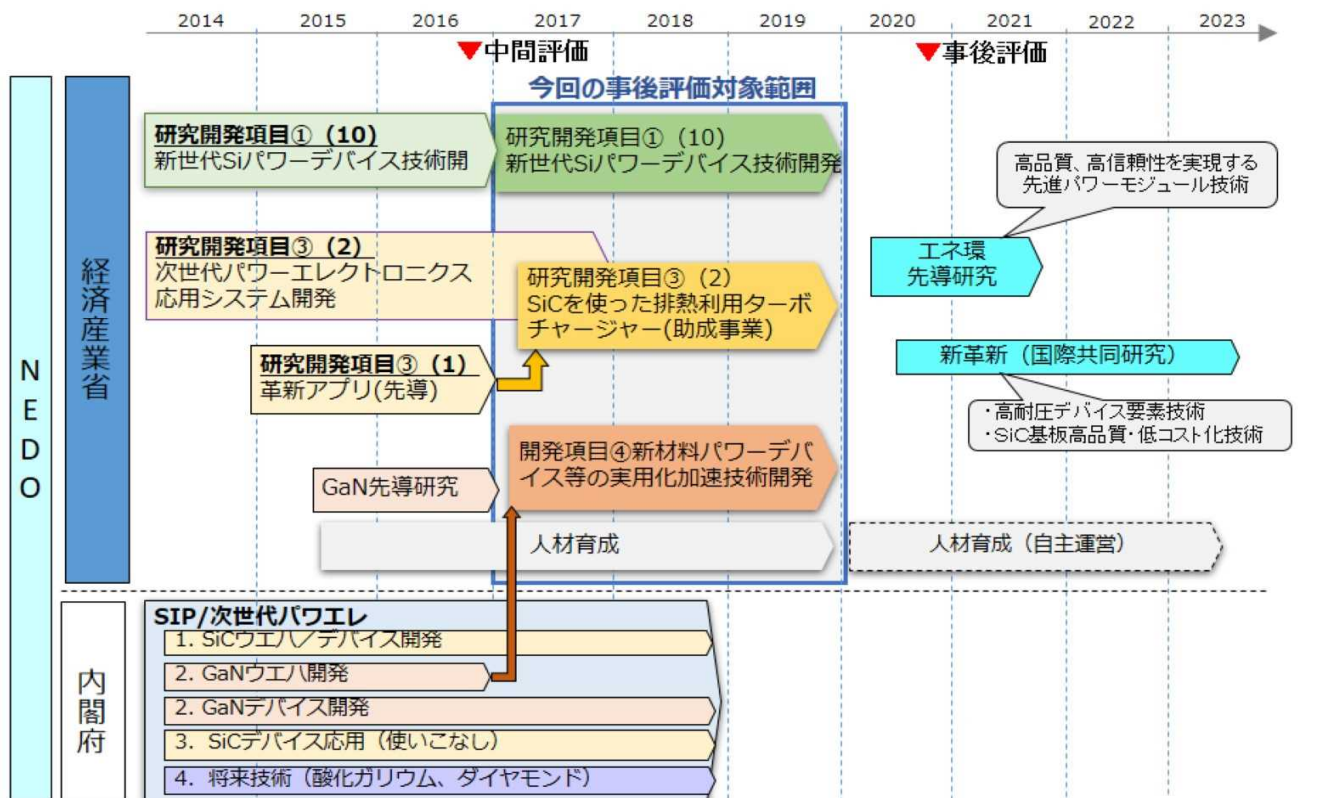 2014 2015 2016 2017 2018 2019 2020 2021 2022 2023
▼中間評価
▼事後評価
今回の事後評価対象範囲
NEDO
経済産業省
研究開発項目①（10）
新世代Siパワーデバイス技術開
研究開発項目①（10）
新世代Siパワーデバイス技術開発
高品質、高信頼性を実現する
先進パワーモジュール技術
研究開発項目③（2）
次世代パワーエレクトロニクス
応用システム開発
研究開発項目③（2）
SiCを使った排熱利用ターボ
チャージャー(助成事業)
エネ環
先導研究
研究開発項目③（1）
革新アプリ(先導)
新革新（国際共同研究）
・高耐圧デバイス要素技術
・SiC基板高品質・低コスト化技術
GaN先導研究
開発項目④新材料パワーデバ
イス等の実用化加速技術開発
人材育成
人材育成（自主運営）
内閣府
SIP/次世代パワエレ
1. SiCウエハ／デバイス開発
2. GaNウエハ開発
2. GaNデバイス開発
3. SiCデバイス応用（使いこなし）
4. 将来技術（酸化ガリウム、ダイヤモンド）